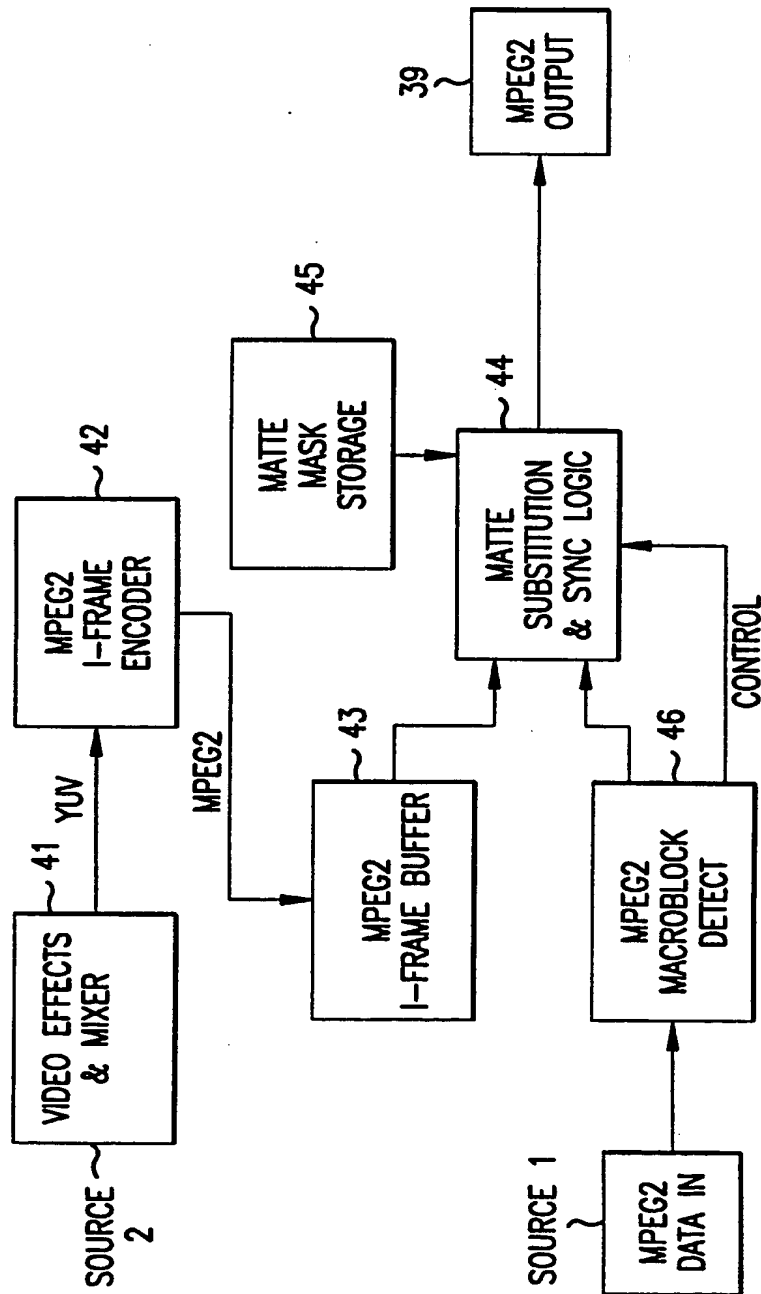 VIDEO EFFECTS
& MIXER
41
SOURCE
2
YUV
MPEG2
I-FRAME
ENCODER
42
MPEG2
MPEG2
I-FRAME BUFFER
43
MATTE
MASK
STORAGE
45
MATTE
SUBSTITUTION
& SYNC LOGIC
44
MPEG2
OUTPUT
39
SOURCE 1
MPEG2
DATA IN
MPEG2
MACROBLOCK
DETECT
46
CONTROL